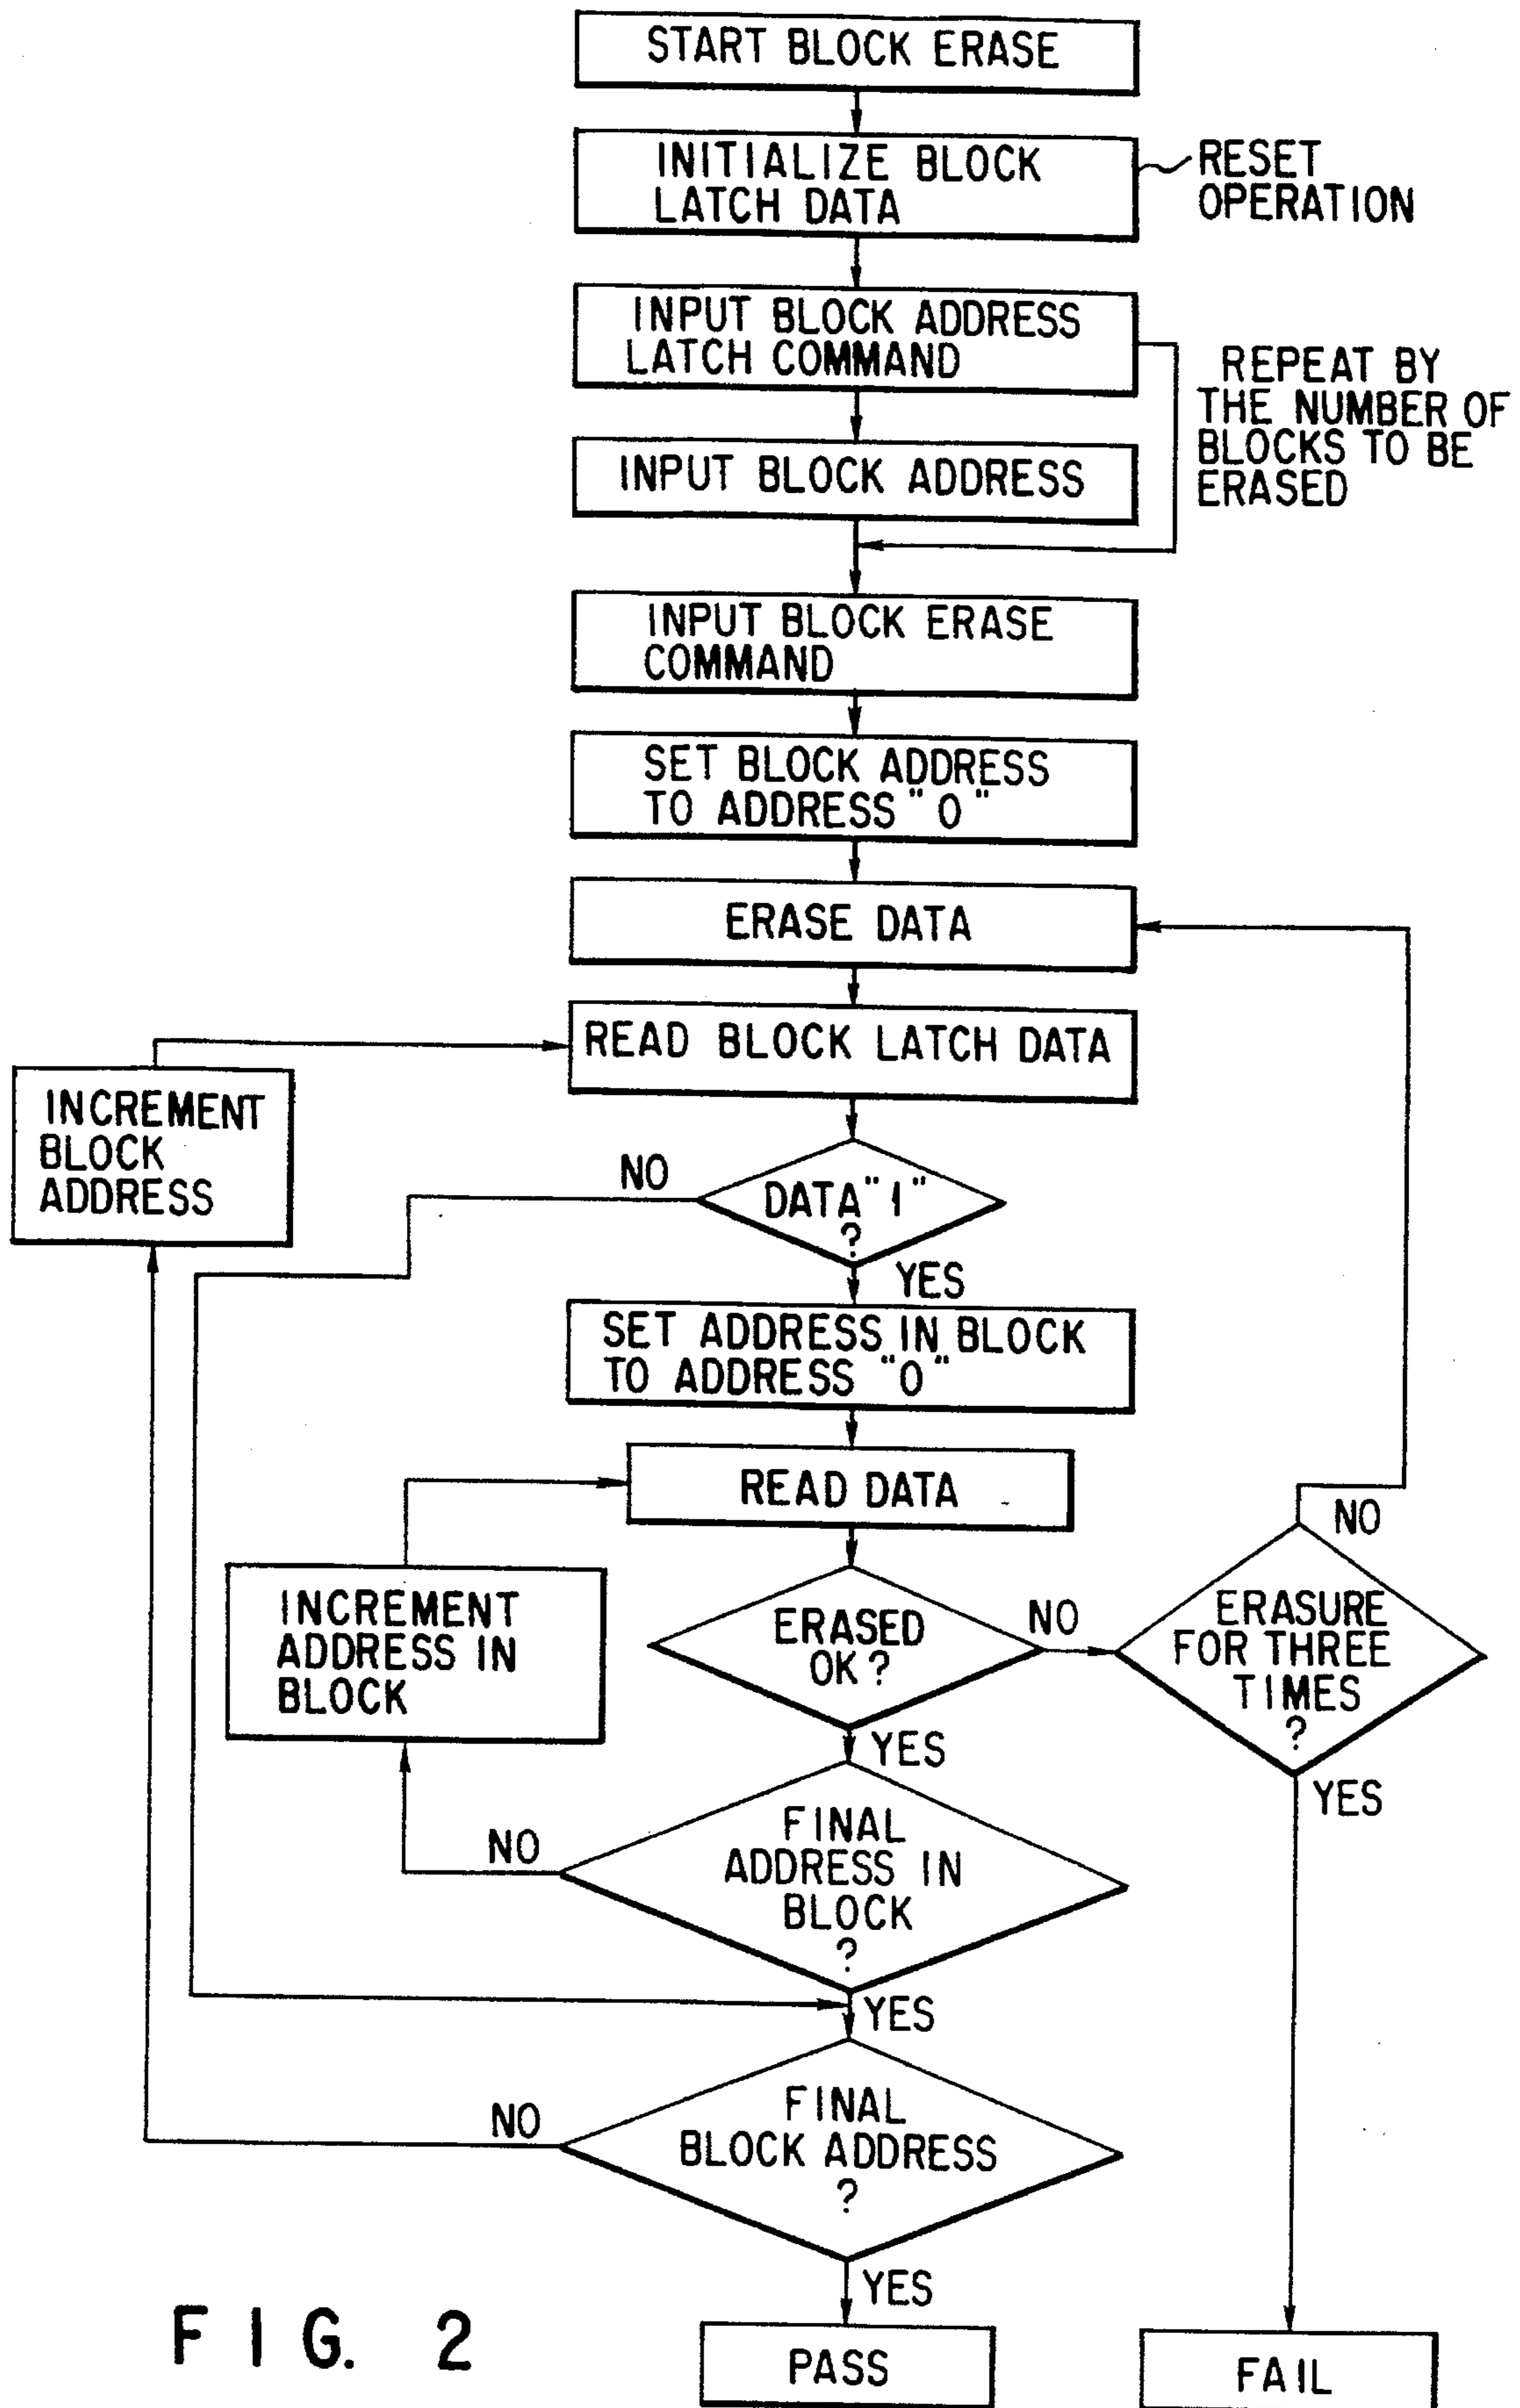 START BLOCK ERASE
INITIALIZE BLOCK
LATCH DATA
RESET
OPERATION
INPUT BLOCK ADDRESS
LATCH COMMAND
REPEAT BY
THE NUMBER OF
BLOCKS TO BE
ERASED
INPUT BLOCK ADDRESS
INPUT BLOCK ERASE
COMMAND
SET BLOCK ADDRESS
TO ADDRESS "0"
ERASE DATA
READ BLOCK LATCH DATA
INCREMENT
BLOCK
ADDRESS
NO
DATA "1"
?
YES
SET ADDRESS IN BLOCK
TO ADDRESS "0"
READ DATA
NO
INCREMENT
ADDRESS IN
BLOCK
ERASED
OK?
NO
ERASURE
FOR THREE
TIMES
?
YES
YES
FINAL
ADDRESS IN
BLOCK
?
NO
YES
FINAL
BLOCK ADDRESS
?
NO
YES
PASS
FAIL
FIG. 2